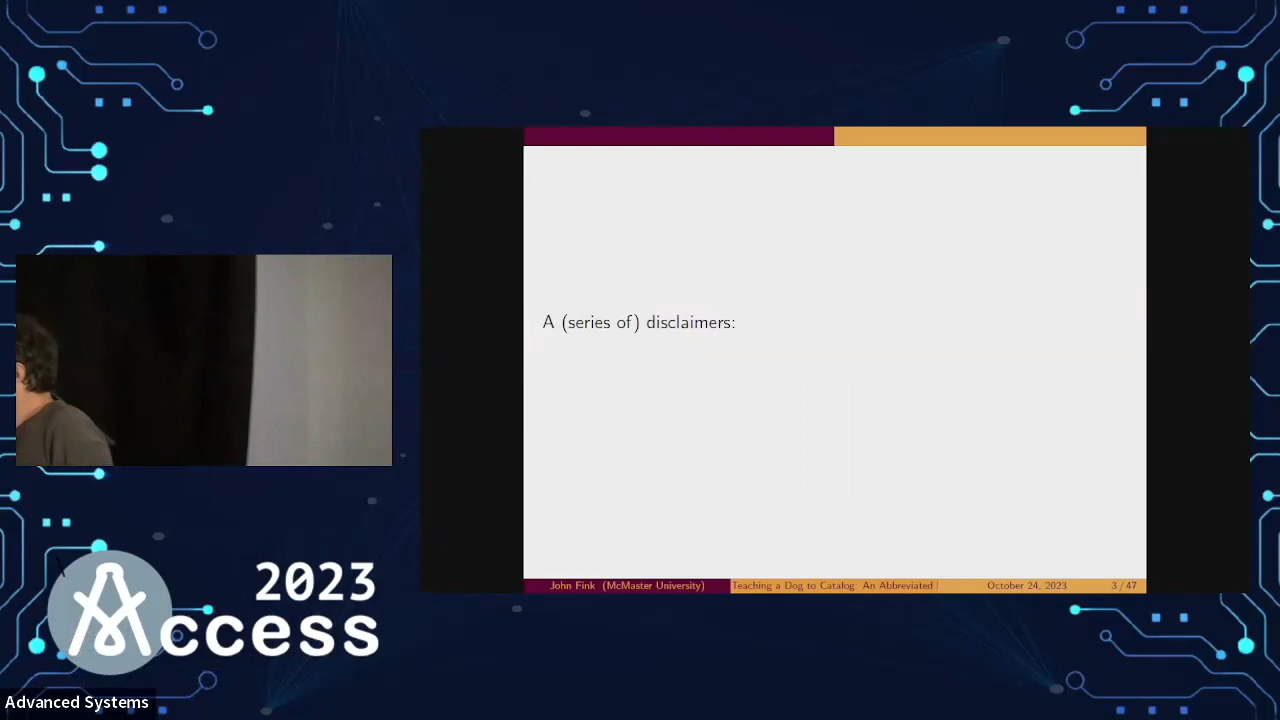 A (series of) disclaimers:
John Fink (McMaster University)
Teaching a Dog to Catalog: An Abbreviated
October 24, 2023
3 / 47
2023
Access
Advanced Systems